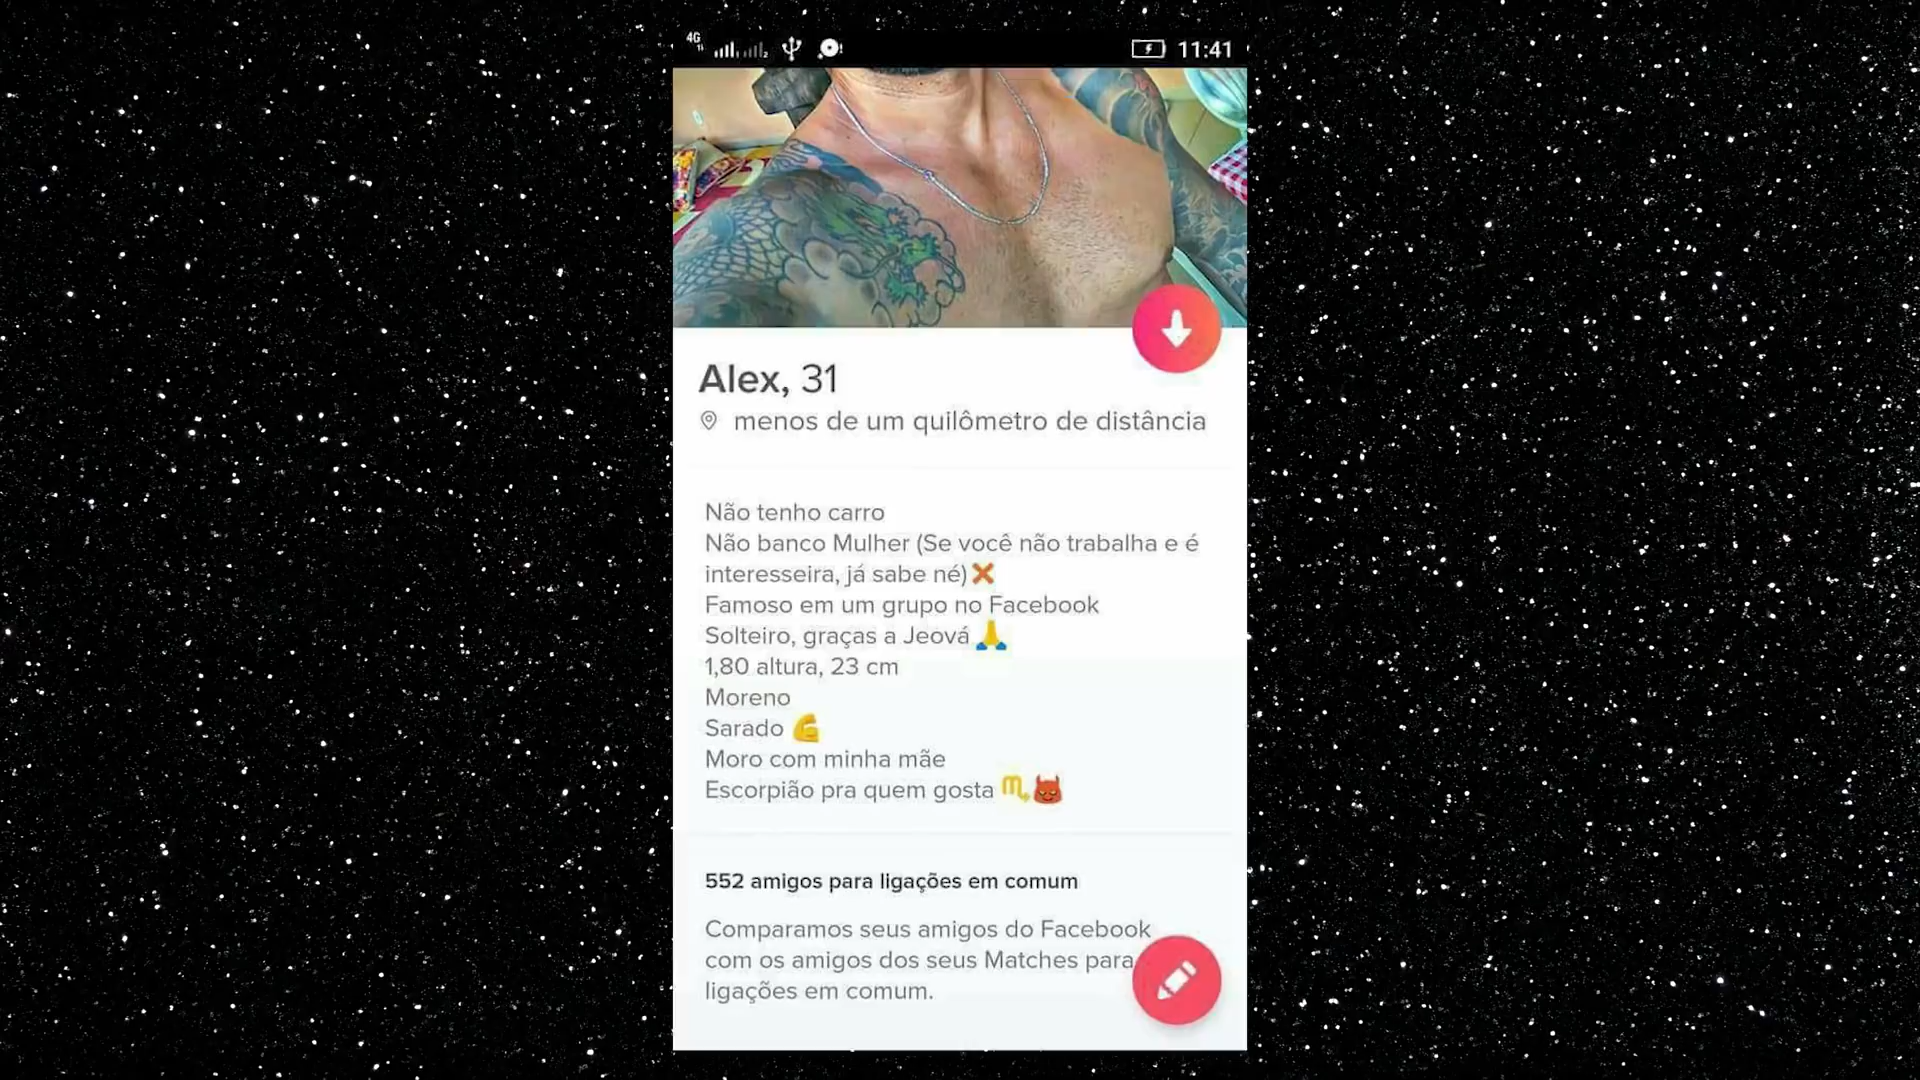 4G
11:41
Alex, 31
menos de um quilômetro de distância
Não tenho carro
Não banco Mulher (Se você não trabalha e é
interesseira, já sabe né)❌
Famoso em um grupo no Facebook
Solteiro, graças a Jeová 🙏
1,80 altura, 23 cm
Moreno
Sarado 💪
Moro com minha mãe
Escorpião pra quem gosta ♏👹
552 amigos para ligações em comum
Comparamos seus amigos do Facebook
com os amigos dos seus Matches para
ligações em comum.